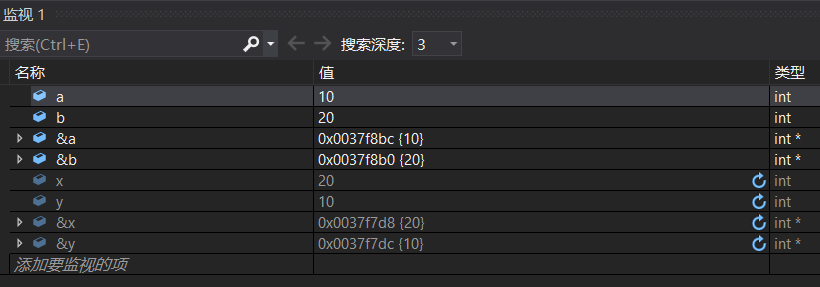 监视 1
搜索(Ctrl+E) 搜索深度: 3
名称 值 类型
a 10 int
b 20 int
&a 0x0037f8bc {10} int *
&b 0x0037f8b0 {20} int *
x 20 int
y 10 int
&x 0x0037f7d8 {20} int *
&y 0x0037f7dc {10} int *
添加要监视的项